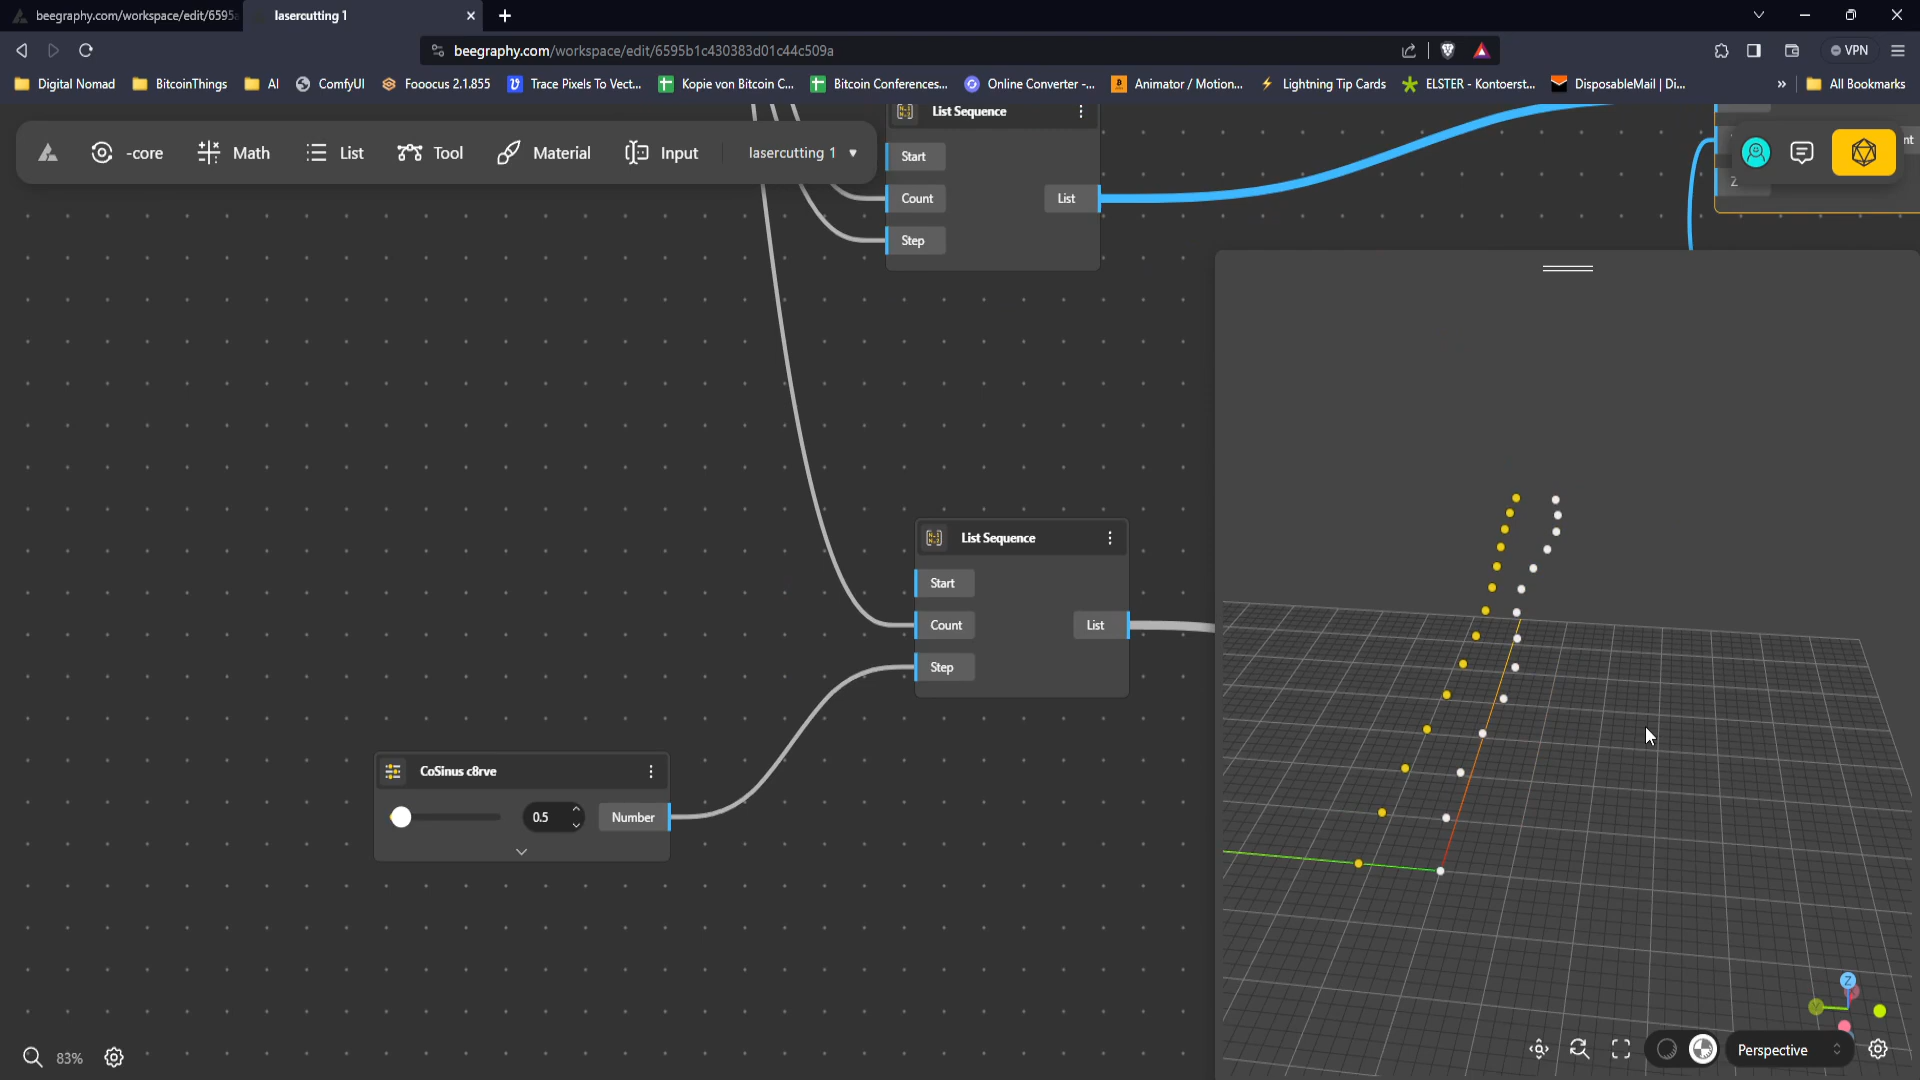 beegraphy.com/workspace/edit/6595
lasercutting 1
beegraphy.com/workspace/edit/6595b1c430383d01c44c509a
VPN
Digital Nomad
BitcoinThings
AI
ComfyUI
Fooocus 2.1.855
Trace Pixels To Vect...
Kopie von Bitcoin C...
Bitcoin Conferences...
Online Converter -...
Animator / Motion...
Lightning Tip Cards
ELSTER - Kontoerst...
DisposableMail | Di...
»
All Bookmarks
-core
Math
List
Tool
Material
Input
lasercutting 1
List Sequence
Start
Count
List
Step
nt
Z
List Sequence
Start
Count
List
Step
CoSinus c8rve
0.5
Number
Z
Y
83%
Perspective